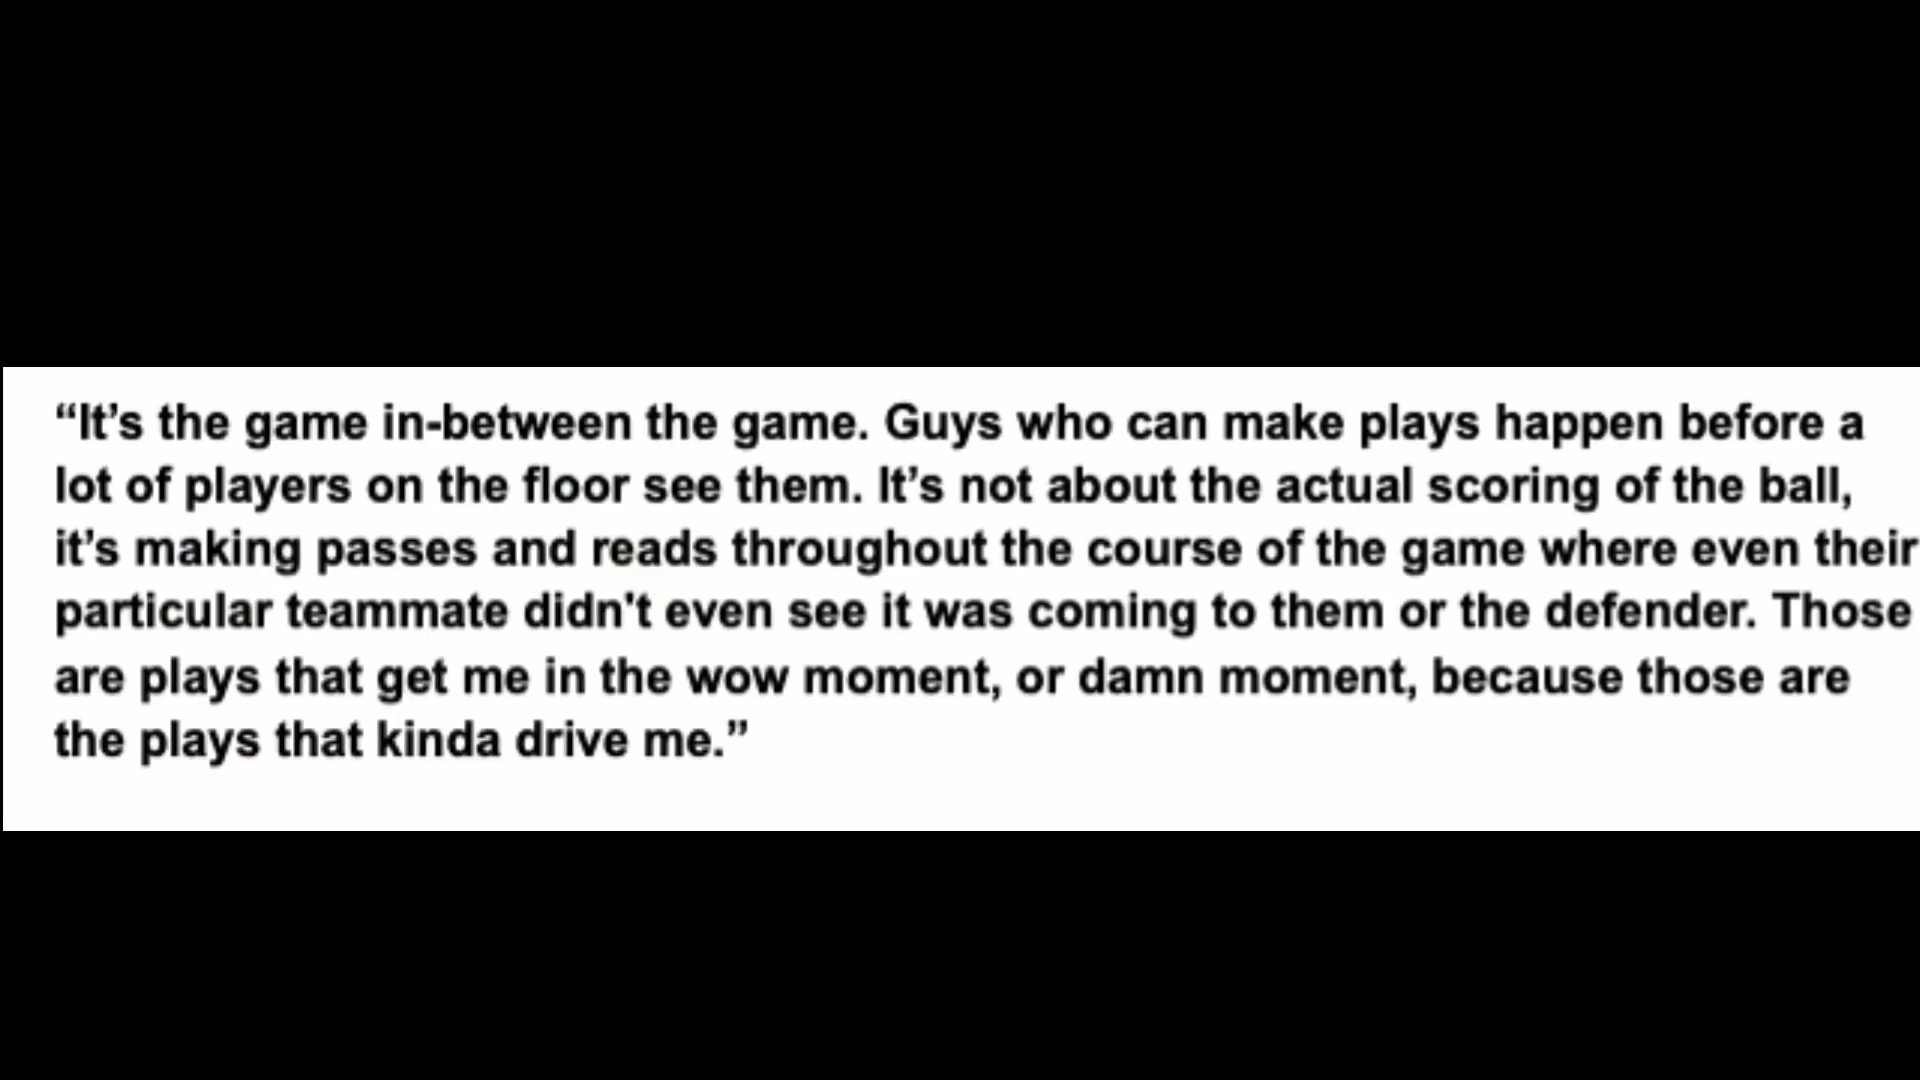 “It’s the game in-between the game. Guys who can make plays happen before a
lot of players on the floor see them. It’s not about the actual scoring of the ball,
it’s making passes and reads throughout the course of the game where even their
particular teammate didn't even see it was coming to them or the defender. Those
are plays that get me in the wow moment, or damn moment, because those are
the plays that kinda drive me.”